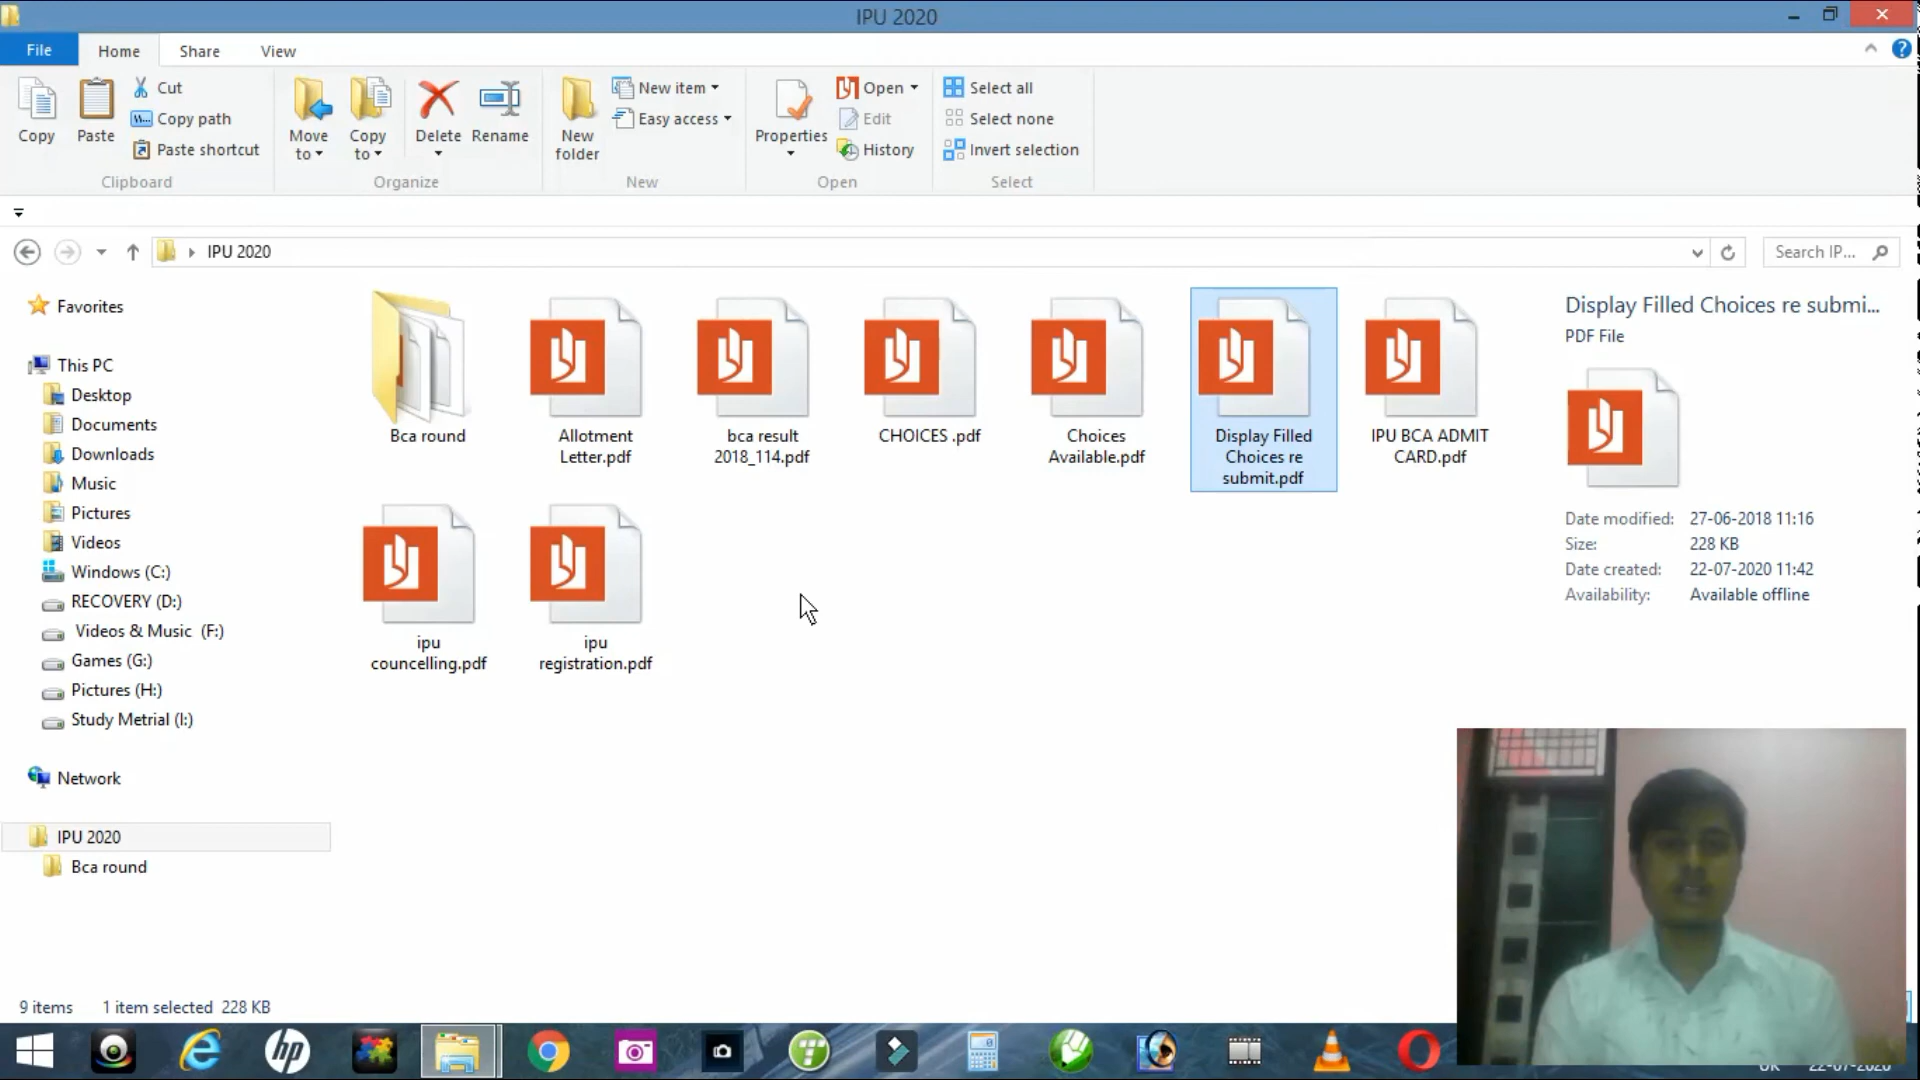 IPU 2020
File
Home
Share
View
Copy
Paste
Cut
Copy path
Paste shortcut
Clipboard
Move to
Copy to
Delete
Rename
Organize
New folder
New item
Easy access
New
Properties
Open
Edit
History
Open
Select all
Select none
Invert selection
Select
IPU 2020
Search IP...
Favorites
This PC
Desktop
Documents
Downloads
Music
Pictures
Videos
Windows (C:)
RECOVERY (D:)
Videos & Music (F:)
Games (G:)
Pictures (H:)
Study Metrial (I:)
Network
IPU 2020
Bca round
Bca round
Allotment
Letter.pdf
bca result
2018_114.pdf
CHOICES .pdf
Choices
Available.pdf
Display Filled
Choices re
submit.pdf
IPU BCA ADMIT
CARD.pdf
ipu
councelling.pdf
ipu
registration.pdf
Display Filled Choices re submi...
PDF File
Date modified: 27-06-2018 11:16
Size: 228 KB
Date created: 22-07-2020 11:42
Availability: Available offline
9 items 1 item selected 228 KB
hp
UK 22-07-2020